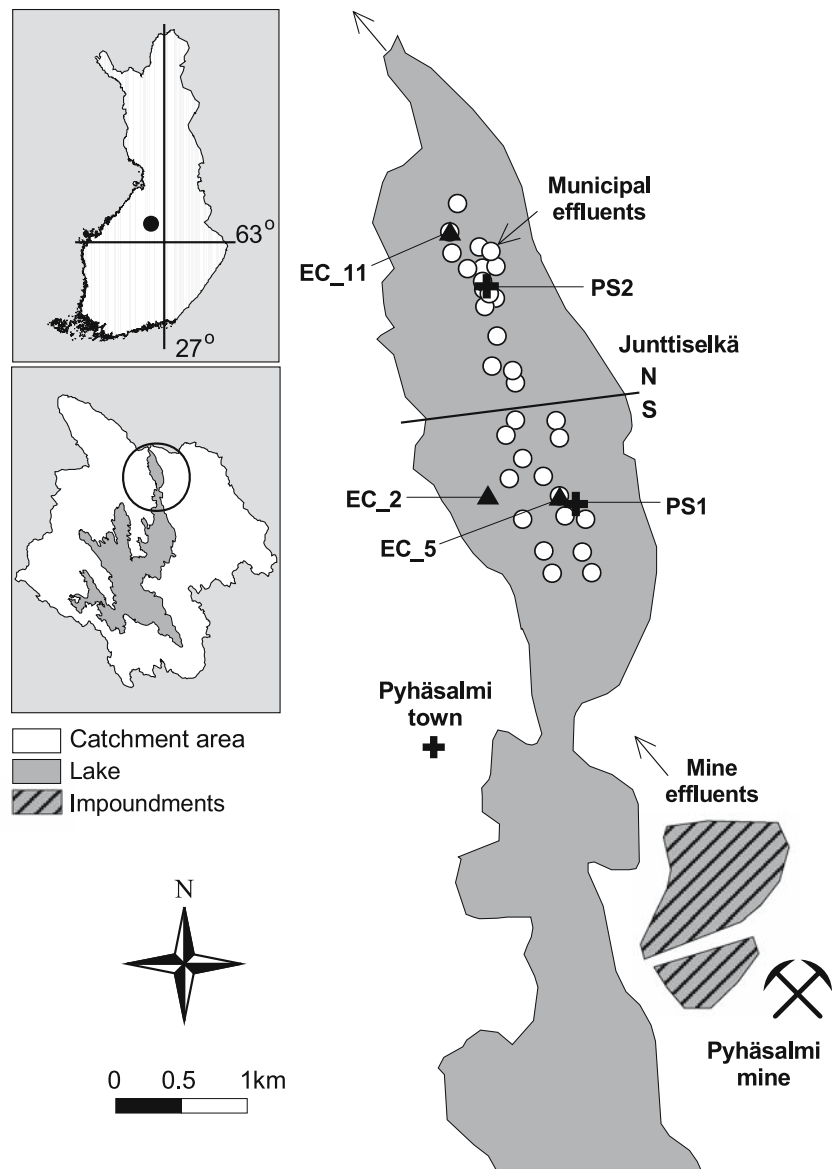 63°
27°
Catchment area
Lake
Impoundments
N
0 0.5 1km
Municipal
effluents
EC_11
PS2
Junttiselkä
N
S
EC_2
PS1
EC_5
Pyhäsalmi
town
Mine
effluents
Pyhäsalmi
mine